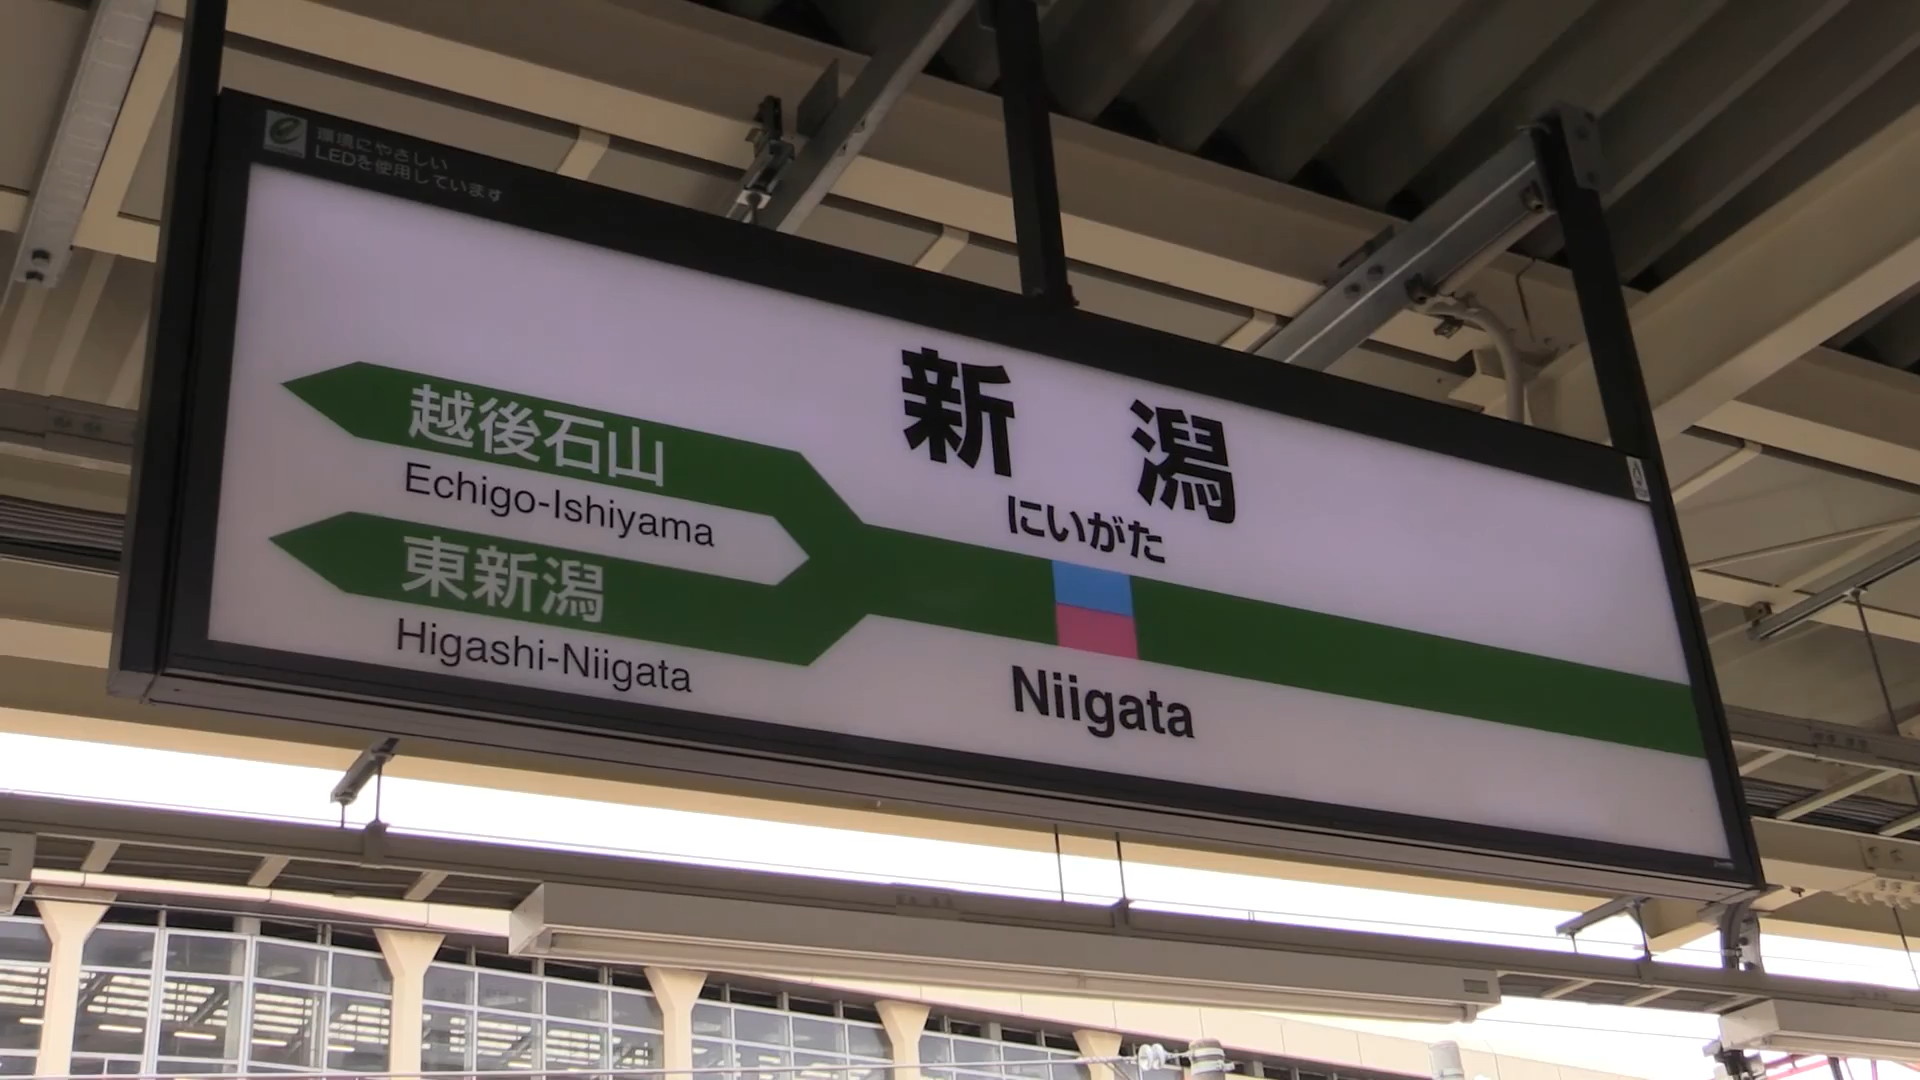 環境にやさしい
LEDを使用しています
新潟
にいがた
越後石山
Echigo-Ishiyama
東新潟
Higashi-Niigata
Niigata